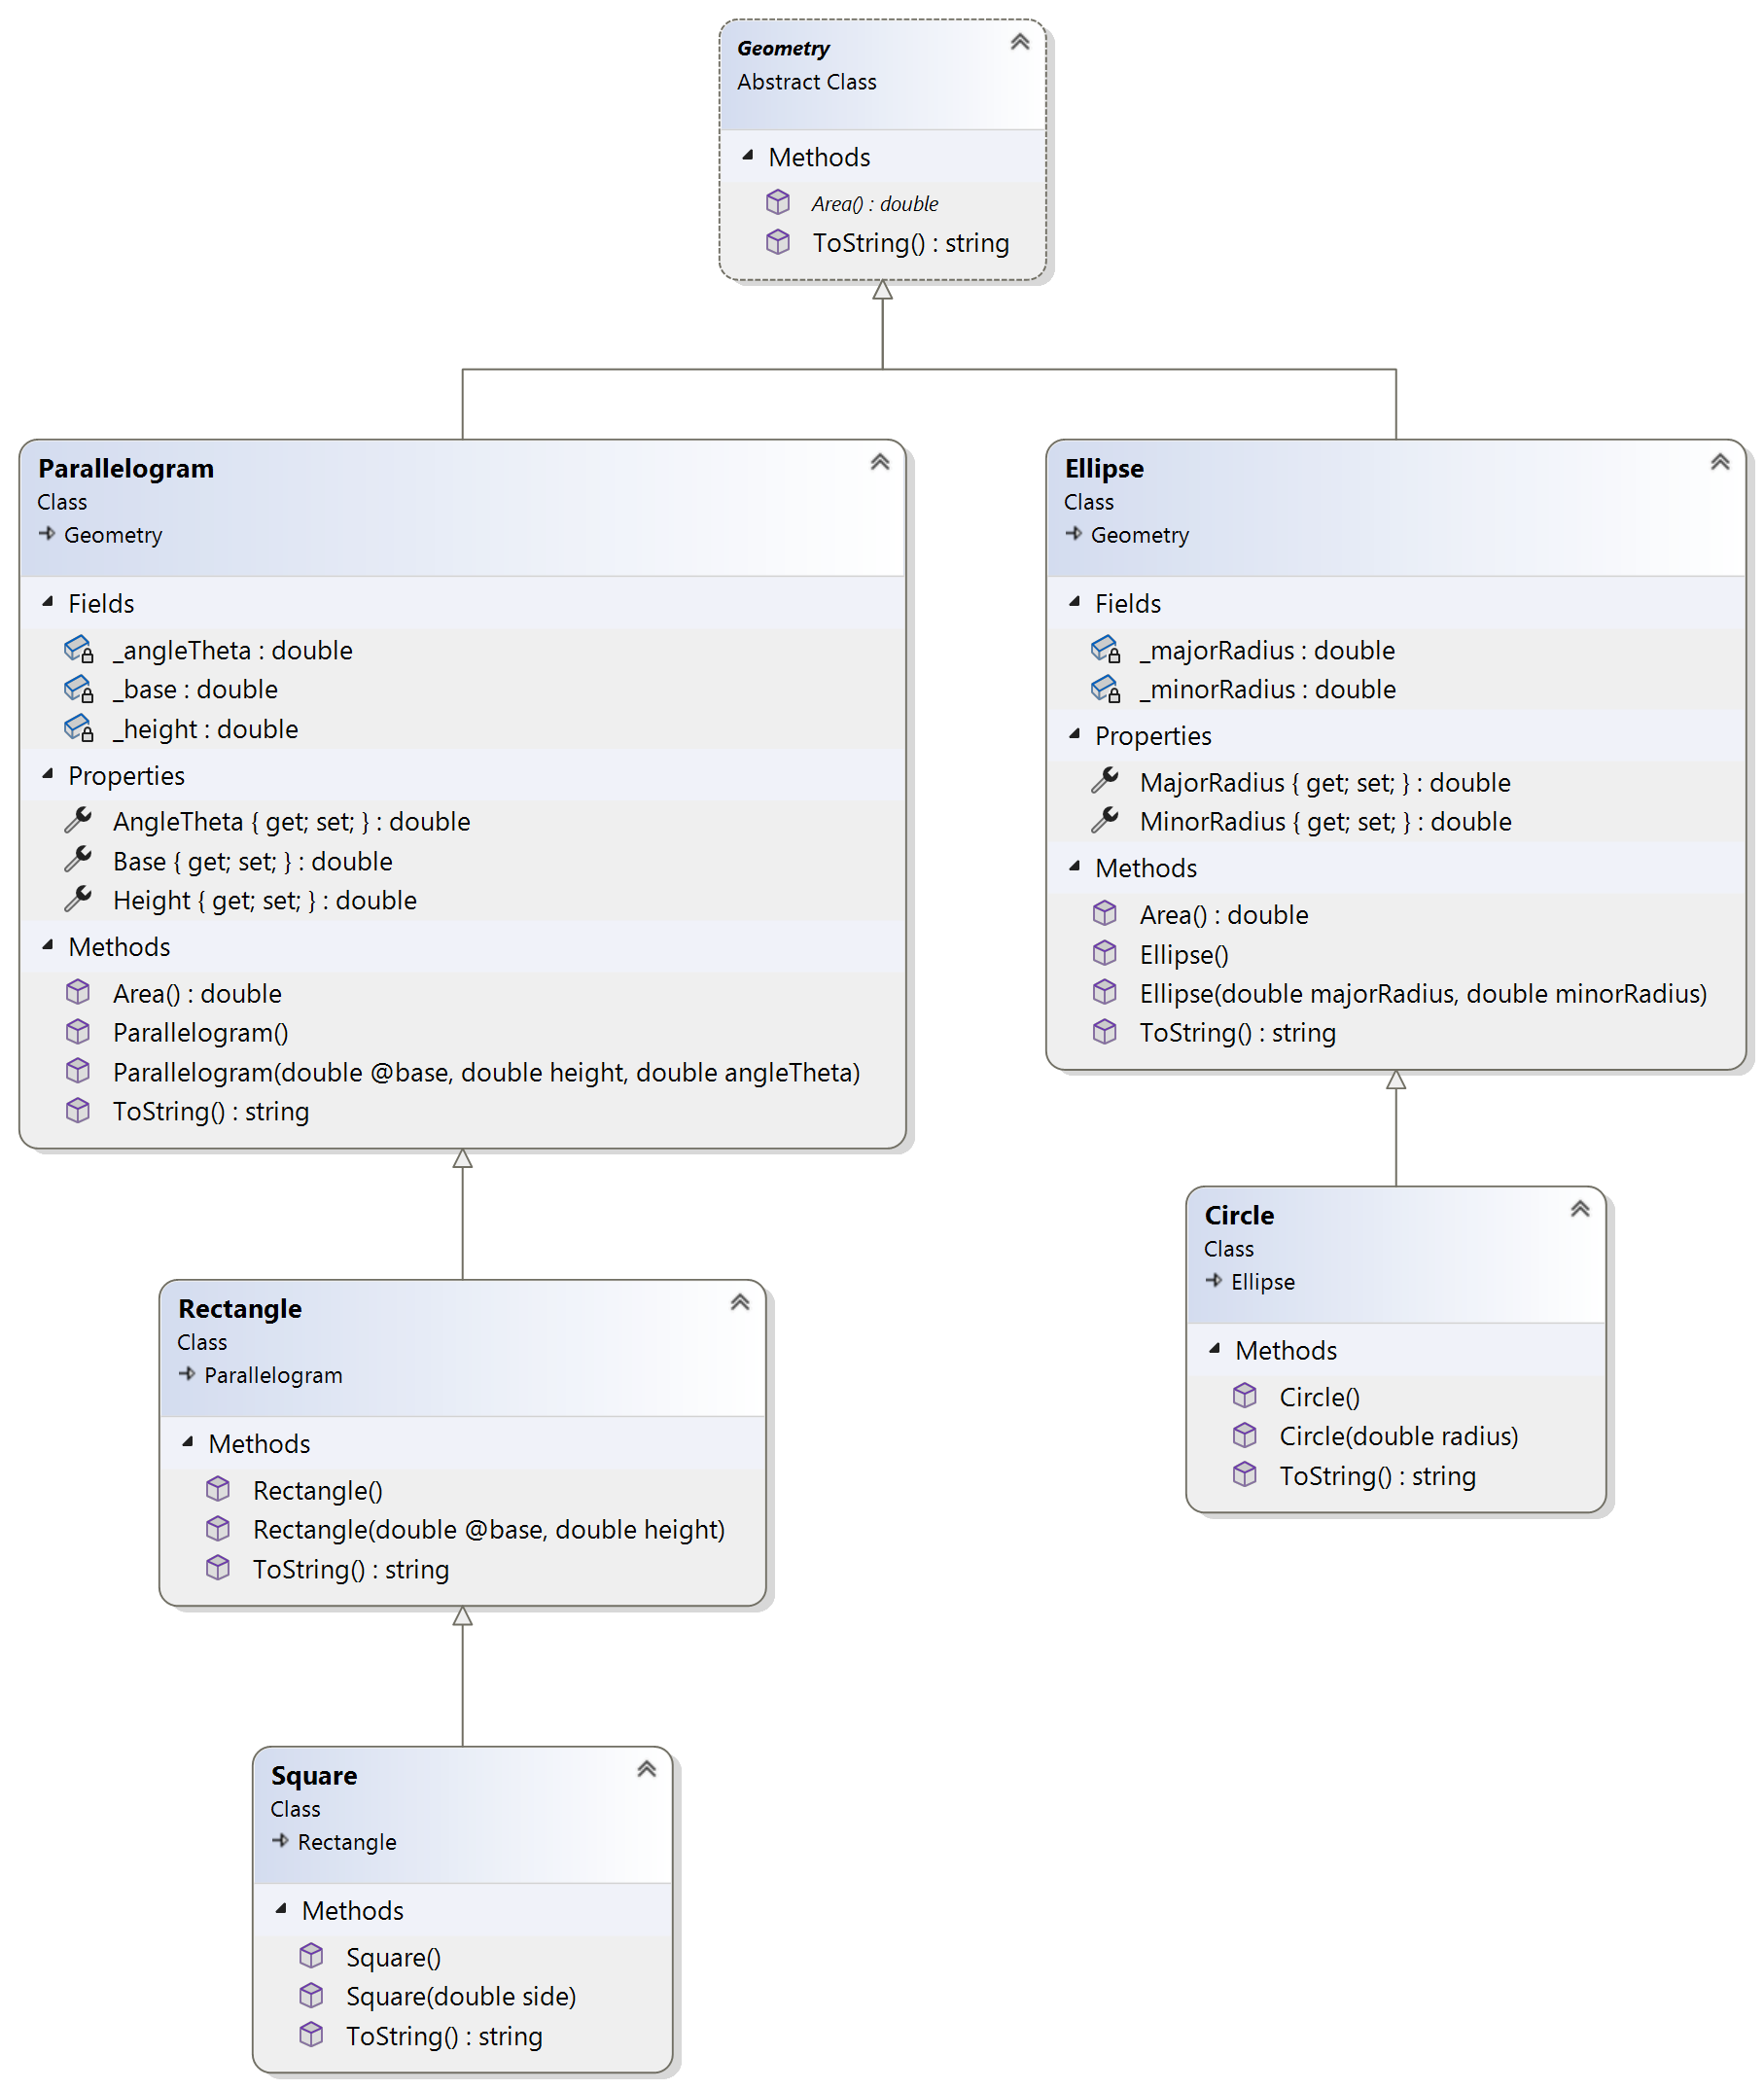 Geometry
Abstract Class
Methods
Area() : double
ToString() : string
Parallelogram
Class
Geometry
Fields
_angleTheta : double
_base : double
_height : double
Properties
AngleTheta { get; set; } : double
Base { get; set; } : double
Height { get; set; } : double
Methods
Area() : double
Parallelogram()
Parallelogram(double @base, double height, double angleTheta)
ToString() : string
Ellipse
Class
Geometry
Fields
_majorRadius : double
_minorRadius : double
Properties
MajorRadius { get; set; } : double
MinorRadius { get; set; } : double
Methods
Area() : double
Ellipse()
Ellipse(double majorRadius, double minorRadius)
ToString() : string
Rectangle
Class
Parallelogram
Methods
Rectangle()
Rectangle(double @base, double height)
ToString() : string
Circle
Class
Ellipse
Methods
Circle()
Circle(double radius)
ToString() : string
Square
Class
Rectangle
Methods
Square()
Square(double side)
ToString() : string